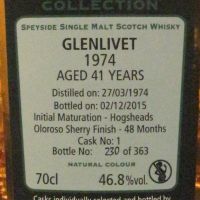 COLLECTION
SPEYSIDE SINGLE MALT SCOTCH WHISKY
GLENLIVET
1974
AGED 41 YEARS
Distilled on: 27/03/1974
Bottled on: 02/12/2015
Initial Maturation - Hogsheads
Oloroso Sherry Finish - 48 Months
Cask No: 1
Bottle No: 230 of 363
NATURAL COLOUR
70cl 46.8%vol.
Casks individually selected and bottled by